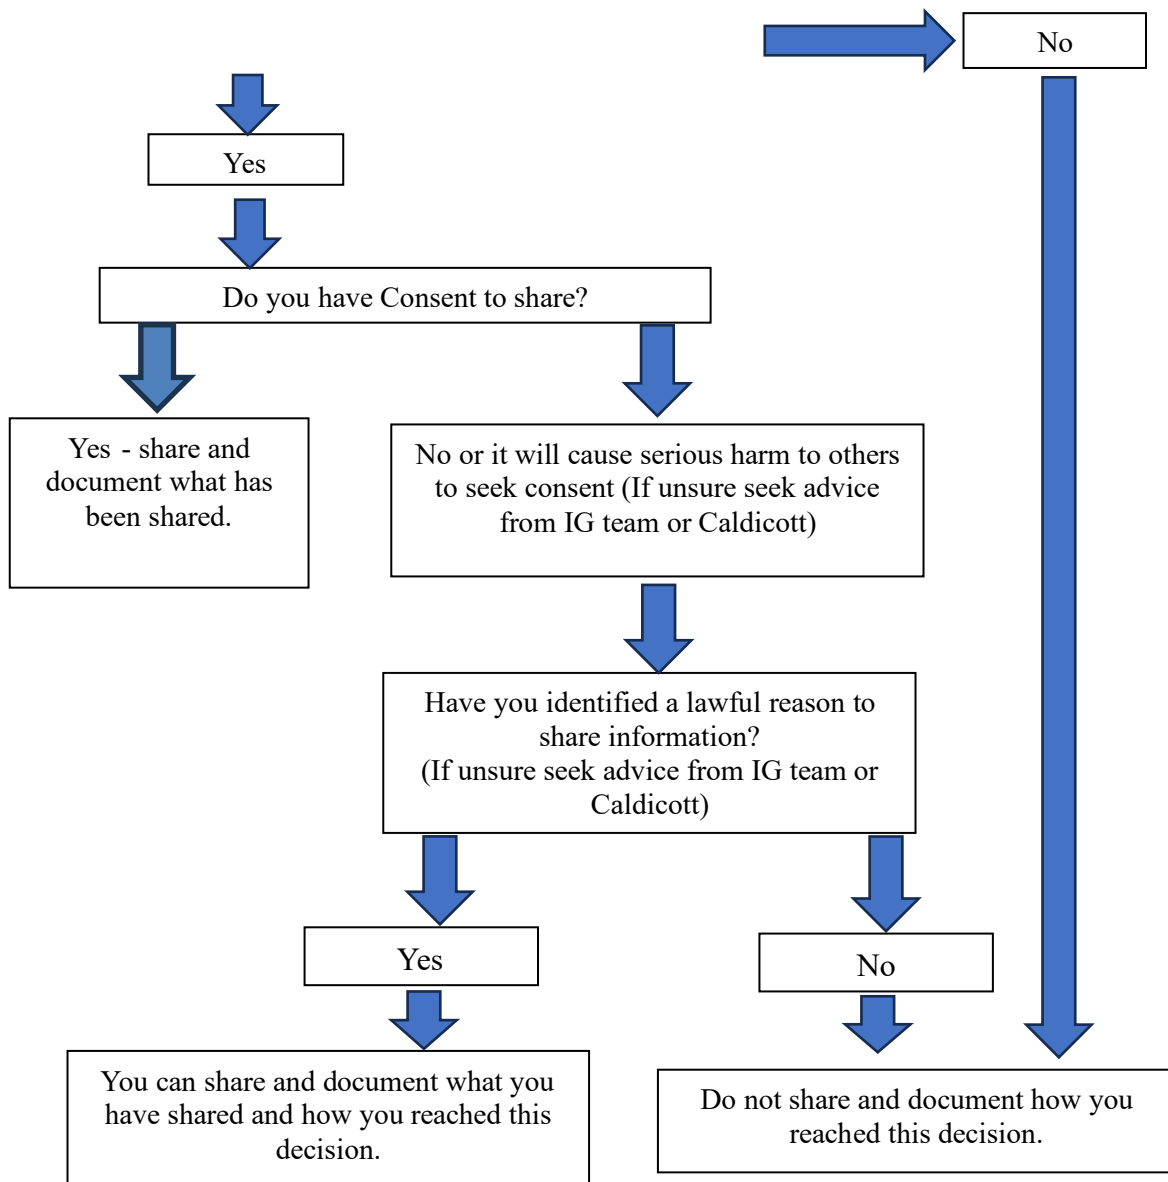 No
Yes
Do you have Consent to share?
Yes - share and
document what has
been shared.
No or it will cause serious harm to others
to seek consent (If unsure seek advice
from IG team or Caldicott)
Have you identified a lawful reason to
share information?
(If unsure seek advice from IG team or
Caldicott)
Yes
No
You can share and document what you
have shared and how you reached this
decision.
Do not share and document how you
reached this decision.